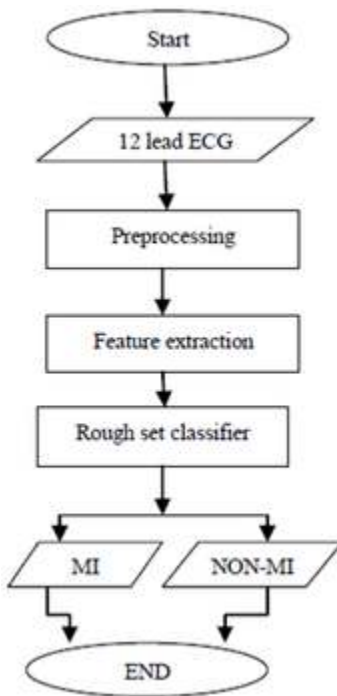 Start
12 lead ECG
Preprocessing
Feature extraction
Rough set classifier
MI
NON-MI
END